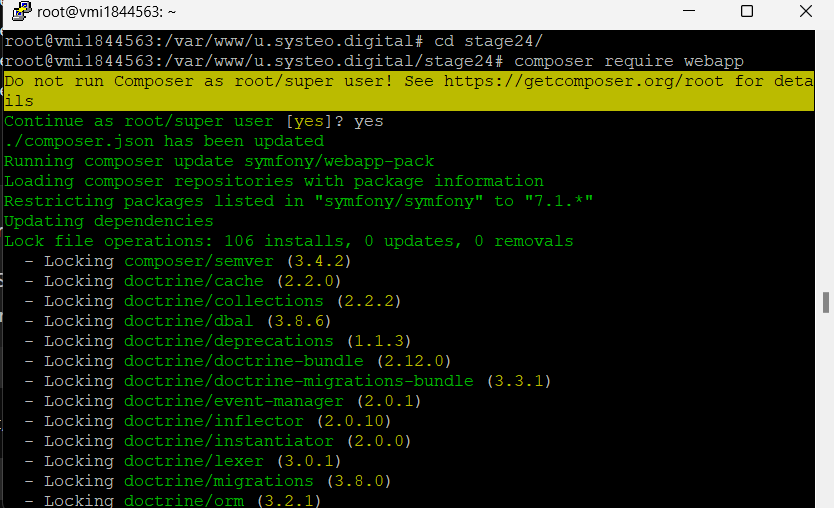 root@vmi1844563: ~
root@vmi1844563:/var/www/u.systeo.digital# cd stage24/
root@vmi1844563:/var/www/u.systeo.digital/stage24# composer require webapp
Do not run Composer as root/super user! See https://getcomposer.org/root for deta
ils
Continue as root/super user [yes]? yes
./composer.json has been updated
Running composer update symfony/webapp-pack
Loading composer repositories with package information
Restricting packages listed in "symfony/symfony" to "7.1.*"
Updating dependencies
Lock file operations: 106 installs, 0 updates, 0 removals
  - Locking composer/semver (3.4.2)
  - Locking doctrine/cache (2.2.0)
  - Locking doctrine/collections (2.2.2)
  - Locking doctrine/dbal (3.8.6)
  - Locking doctrine/deprecations (1.1.3)
  - Locking doctrine/doctrine-bundle (2.12.0)
  - Locking doctrine/doctrine-migrations-bundle (3.3.1)
  - Locking doctrine/event-manager (2.0.1)
  - Locking doctrine/inflector (2.0.10)
  - Locking doctrine/instantiator (2.0.0)
  - Locking doctrine/lexer (3.0.1)
  - Locking doctrine/migrations (3.8.0)
  - Locking doctrine/orm (3.2.1)